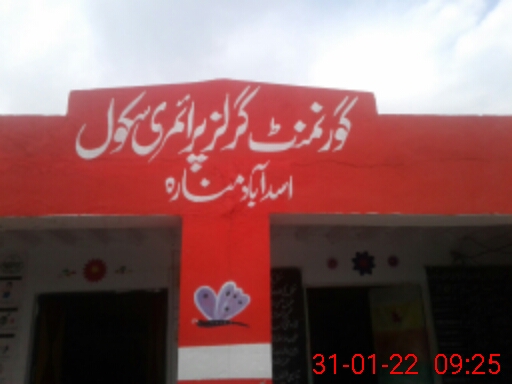 گورنمنٹ گرلز پرائمری سکول
اسد آباد منارہ
31-01-22 09:25